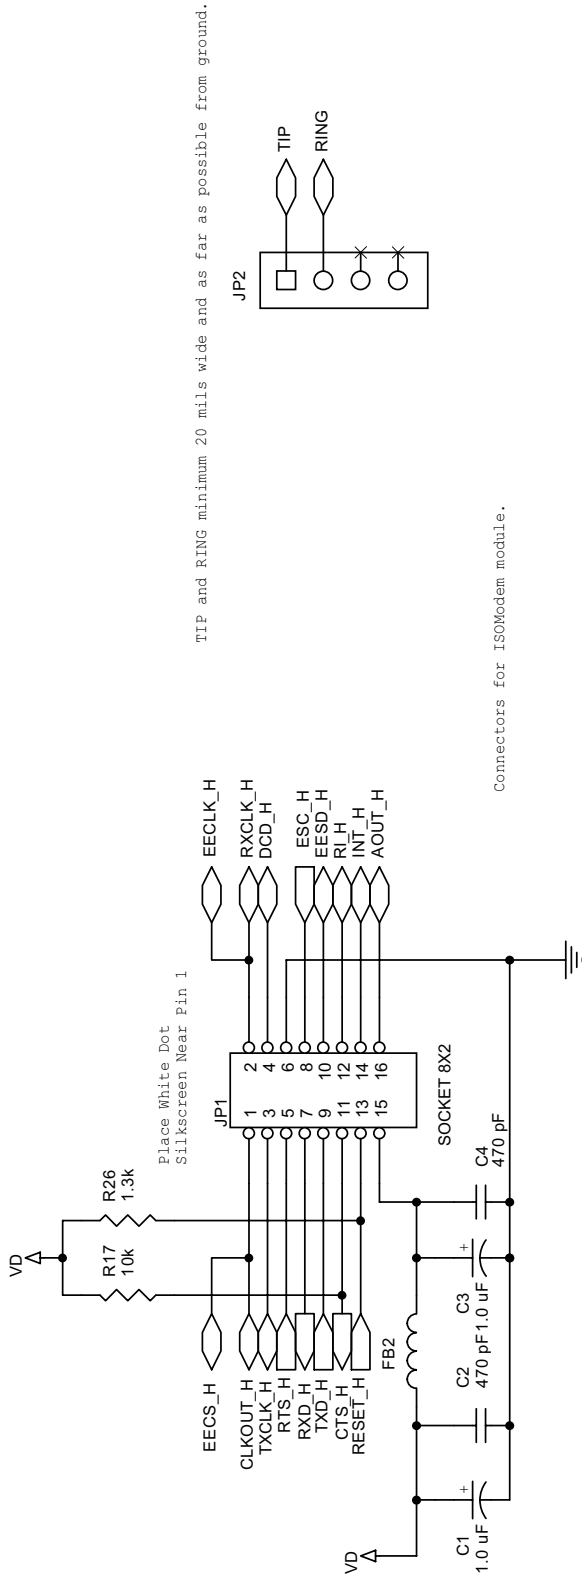 TIP and RING minimum 20 mils wide and as far as possible from ground.
JP2
TIP
RING
Connectors for ISOModem module.
EECLK_H
RXCLK_H
DCD_H
ESC_H
EESD_H
RI_H
INT_H
AOUT_H
Place White Dot
Silkscreen Near Pin 1
JP1
1 2
3 4
5 6
7 8
9 10
11 12
13 14
15 16
SOCKET 8X2
VD
R17
10k
R26
1.3k
EECS_H
CLKOUT_H
TXCLK_H
RTS_H
RXD_H
TXD_H
CTS_H
RESET_H
FB2
VD
C1
1.0 uF
+
C2
470 pF
C3
1.0 uF
+
C4
470 pF